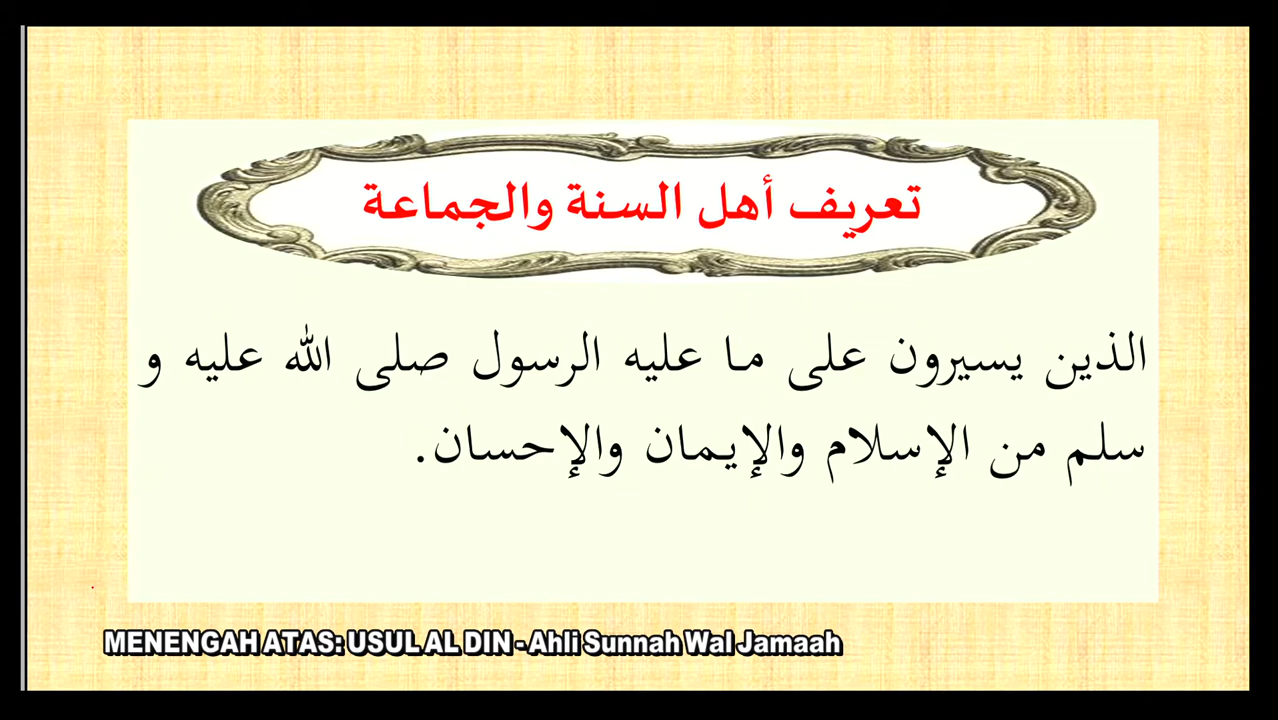 تعريف أهل السنة والجماعة
الذين يسيرون على ما عليه الرسول صلى الله عليه و
سلم من الإسلام والإيمان والإحسان.
MENENGAH ATAS: USUL AL DIN - Ahli Sunnah Wal Jamaah